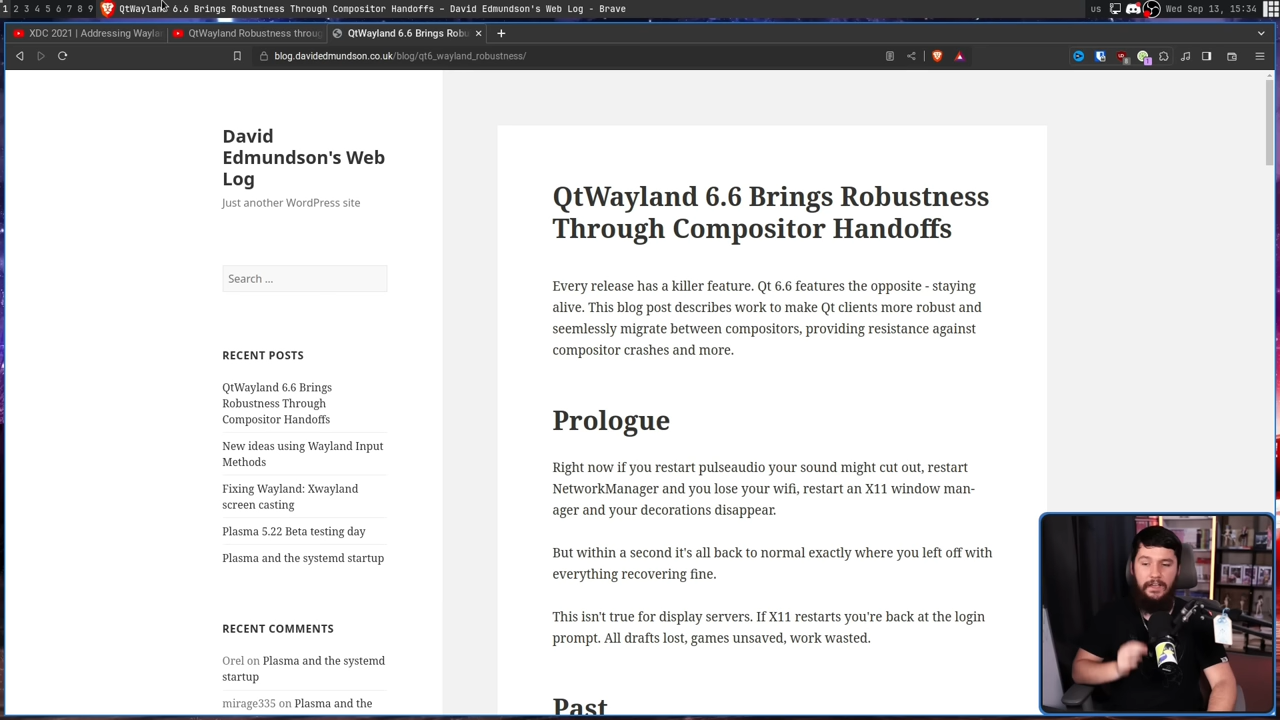 1 2 3 4 5 6 7 8 9 QtWayland 6.6 Brings Robustness Through Compositor Handoffs – David Edmundson's Web Log - Brave us Wed Sep 13, 15:34
XDC 2021 | Addressing Wayla QtWayland Robustness throu QtWayland 6.6 Brings Robu
blog.davidedmundson.co.uk/blog/qt6_wayland_robustness/
David
Edmundson's Web
Log
Just another WordPress site
Search ...
RECENT POSTS
QtWayland 6.6 Brings
Robustness Through
Compositor Handoffs
New ideas using Wayland Input
Methods
Fixing Wayland: Xwayland
screen casting
Plasma 5.22 Beta testing day
Plasma and the systemd startup
RECENT COMMENTS
Orel on Plasma and the systemd
startup
mirage335 on Plasma and the
QtWayland 6.6 Brings Robustness
Through Compositor Handoffs
Every release has a killer feature. Qt 6.6 features the opposite - staying
alive. This blog post describes work to make Qt clients more robust and
seemlessly migrate between compositors, providing resistance against
compositor crashes and more.
Prologue
Right now if you restart pulseaudio your sound might cut out, restart
NetworkManager and you lose your wifi, restart an X11 window man-
ager and your decorations disappear.
But within a second it's all back to normal exactly where you left off with
everything recovering fine.
This isn't true for display servers. If X11 restarts you're back at the login
prompt. All drafts lost, games unsaved, work wasted.
Past